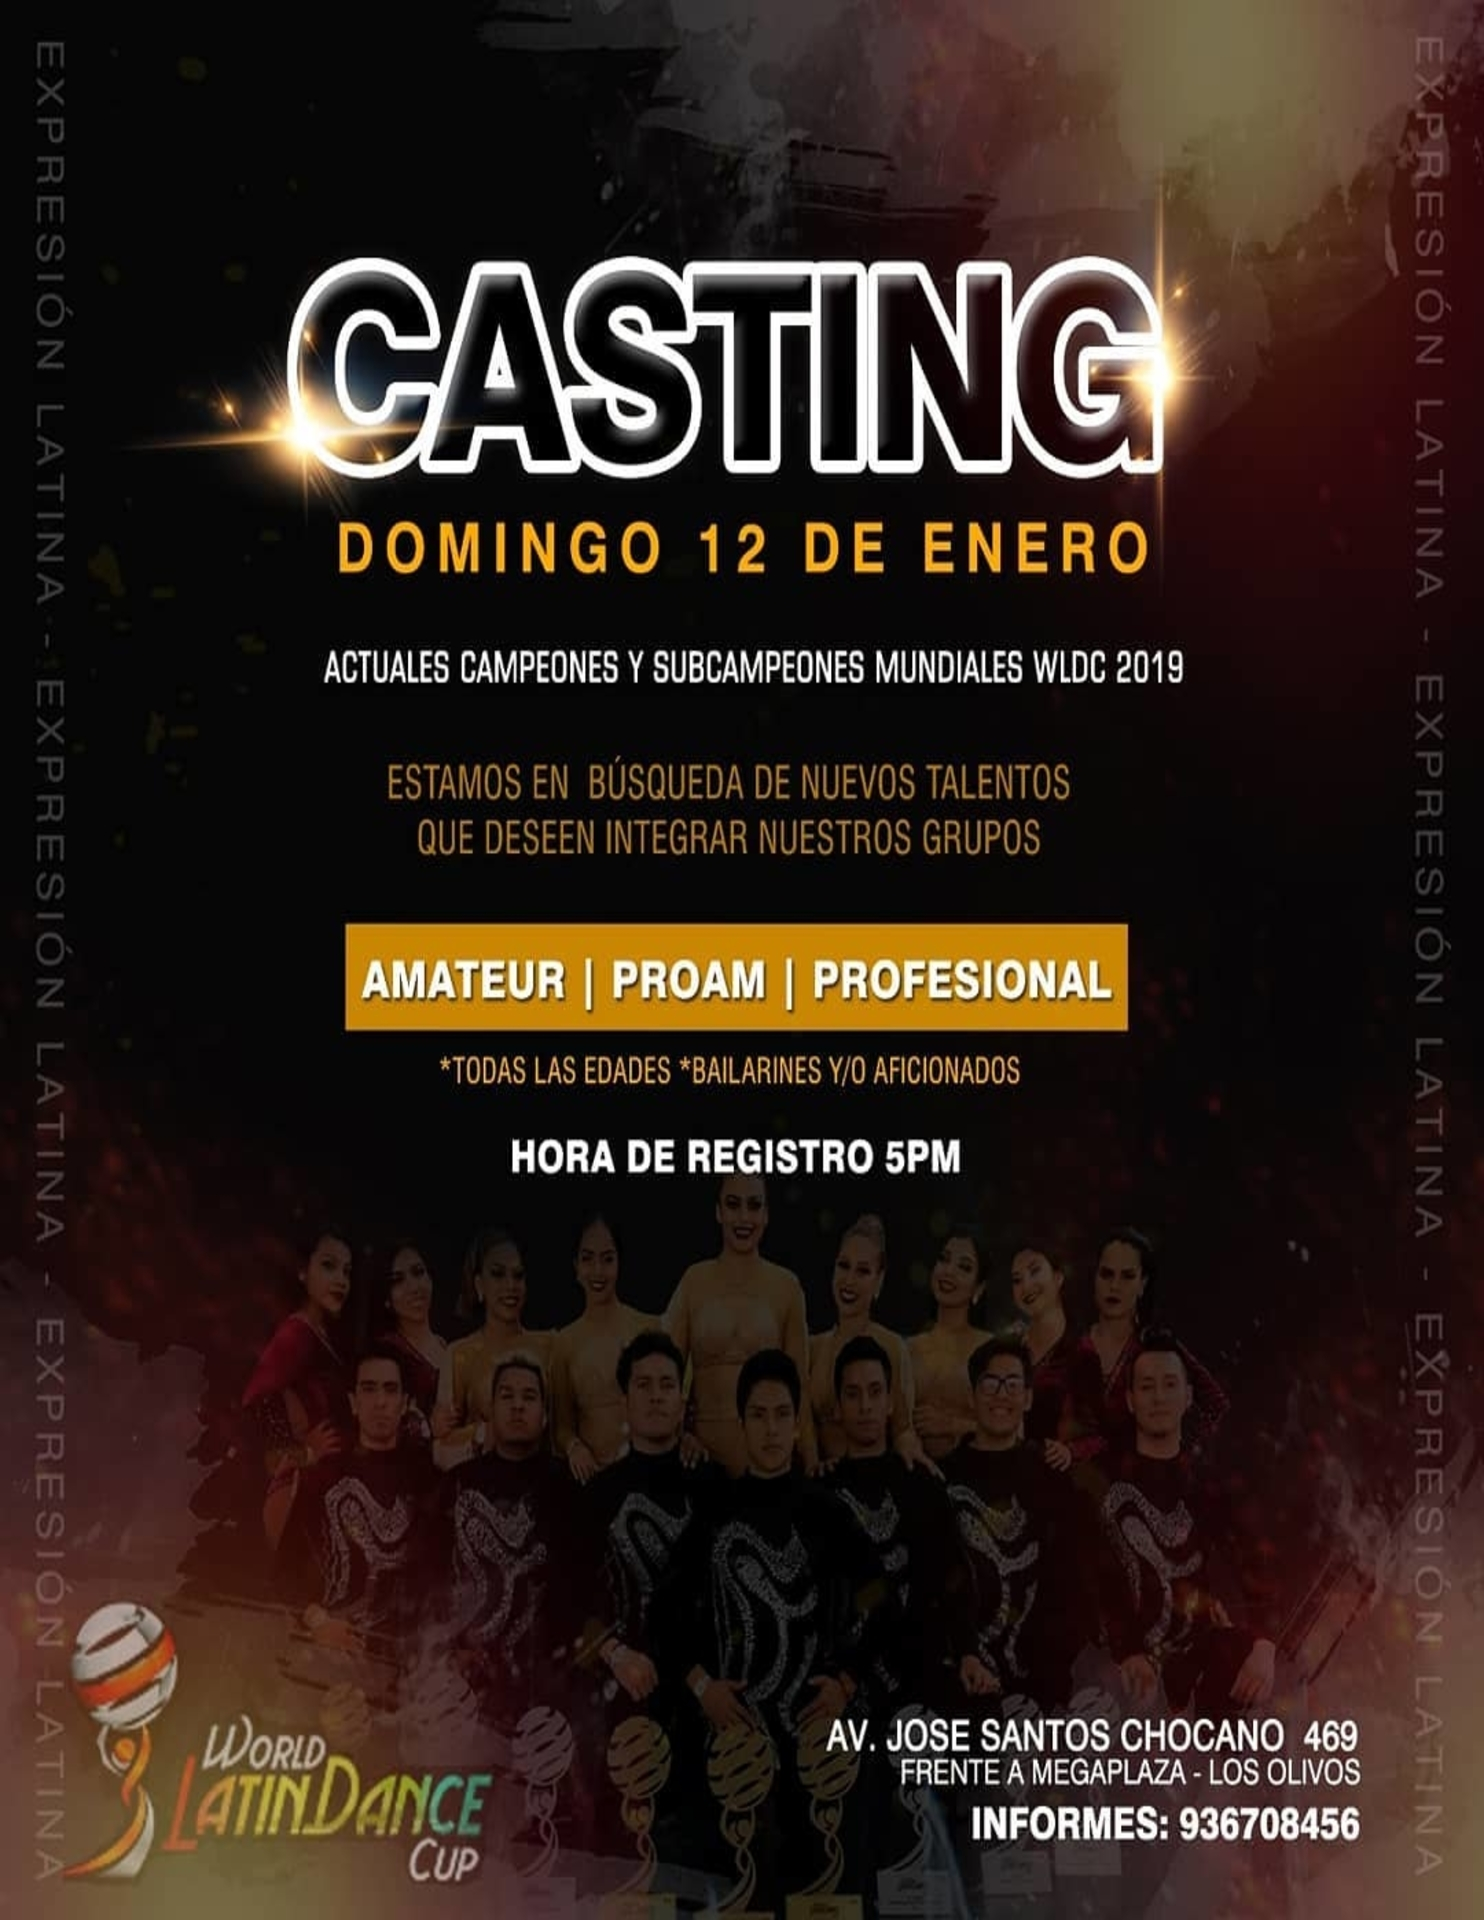 CASTING
DOMINGO 12 DE ENERO
ACTUALES CAMPEONES Y SUBCAMPEONES MUNDIALES WLDC 2019
ESTAMOS EN BÚSQUEDA DE NUEVOS TALENTOS
QUE DESEEN INTEGRAR NUESTROS GRUPOS
AMATEUR | PROAM | PROFESIONAL
*TODAS LAS EDADES *BAILARINES Y/O AFICIONADOS
HORA DE REGISTRO 5PM
EXPRESIÓN LATINA - EXPRESIÓN LATINA - EXPRESIÓN LATINA
EXPRESIÓN LATINA - EXPRESIÓN LATINA - EXPRESIÓN LATINA
WORLD
LATIN DANCE
CUP
AV. JOSE SANTOS CHOCANO 469
FRENTE A MEGAPLAZA - LOS OLIVOS
INFORMES: 936708456